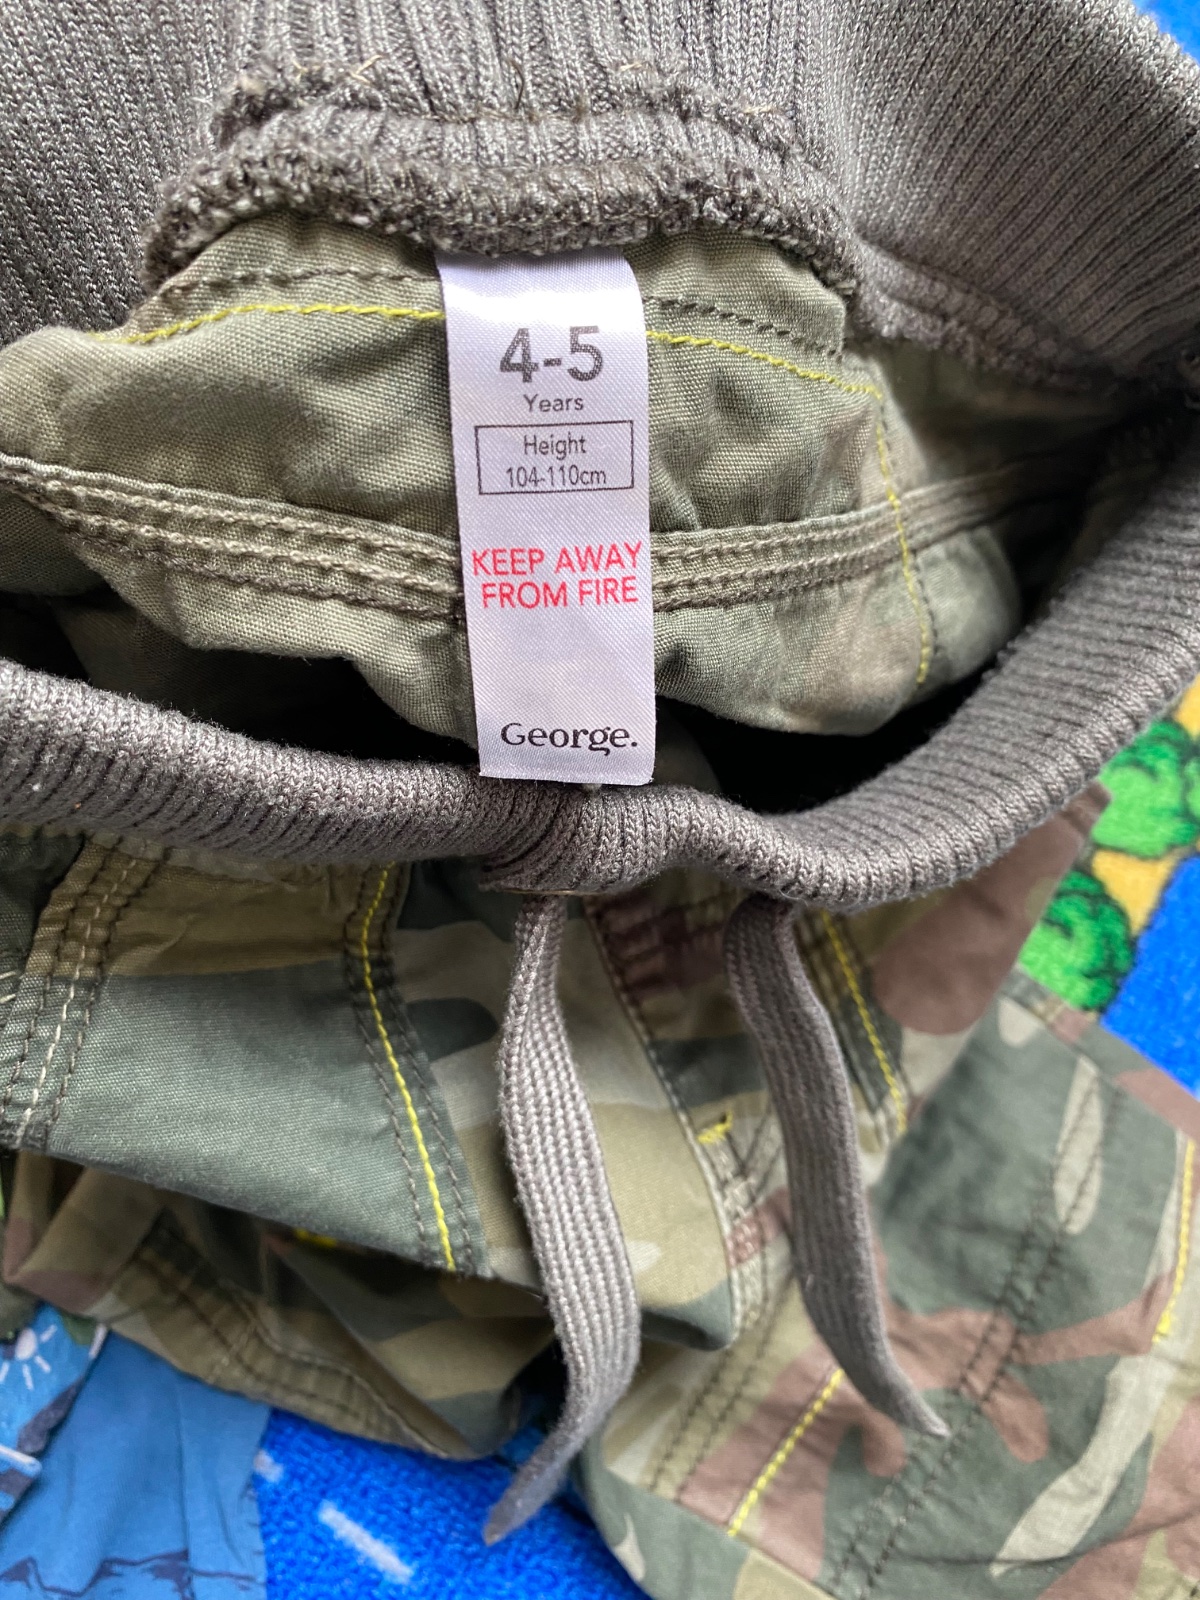 4-5
Years
Height
104-110cm
KEEP AWAY
FROM FIRE
George.